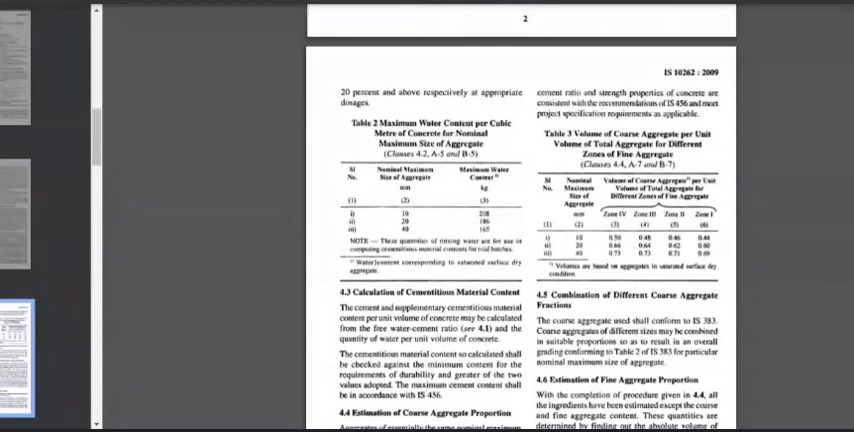 2
IS 10262 : 2009
20 percent and above respectively at appropriate
dosages.
Table 2 Maximum Water Content per Cubic
Metre of Concrete for Nominal
Maximum Size of Aggregate
(Clauses 4.2, A-5 and B-5)
Sl Nominal Maximum Maximum Water
No. Size of Aggregate Content 1)
mm kg
(1) (2) (3)
i) 10 208
ii) 20 186
iii) 40 165
NOTE — These quantities of mixing water are for use in
computing cementitious material contents for trial batches.
1) Water content corresponding to saturated surface dry
aggregate.
4.3 Calculation of Cementitious Material Content
The cement and supplementary cementitious material
content per unit volume of concrete may be calculated
from the free water-cement ratio (see 4.1) and the
quantity of water per unit volume of concrete.
The cementitious material content so calculated shall
be checked against the minimum content for the
requirements of durability and greater of the two
values adopted. The maximum cement content shall
be in accordance with IS 456.
4.4 Estimation of Coarse Aggregate Proportion
Aggregates of essentially the same nominal maximum
cement ratio and strength properties of concrete are
consistent with the recommendations of IS 456 and meet
project specification requirements as applicable.
Table 3 Volume of Coarse Aggregate per Unit
Volume of Total Aggregate for Different
Zones of Fine Aggregate
(Clauses 4.4, A-7 and B-7)
Sl Nominal Volume of Coarse Aggregate 1) per Unit
No. Maximum Volume of Total Aggregate for
Size of Different Zones of Fine Aggregate
Aggregate
mm Zone IV Zone III Zone II Zone I
(1) (2) (3) (4) (5) (6)
i) 10 0.50 0.48 0.46 0.44
ii) 20 0.66 0.64 0.62 0.60
iii) 40 0.75 0.73 0.71 0.69
1) Volumes are based on aggregates in saturated surface dry
condition
4.5 Combination of Different Coarse Aggregate
Fractions
The coarse aggregate used shall conform to IS 383.
Coarse aggregates of different sizes may be combined
in suitable proportions so as to result in an overall
grading conforming to Table 2 of IS 383 for particular
nominal maximum size of aggregate.
4.6 Estimation of Fine Aggregate Proportion
With the completion of procedure given in 4.4, all
the ingredients have been estimated except the coarse
and fine aggregate content. These quantities are
determined by finding out the absolute volume of